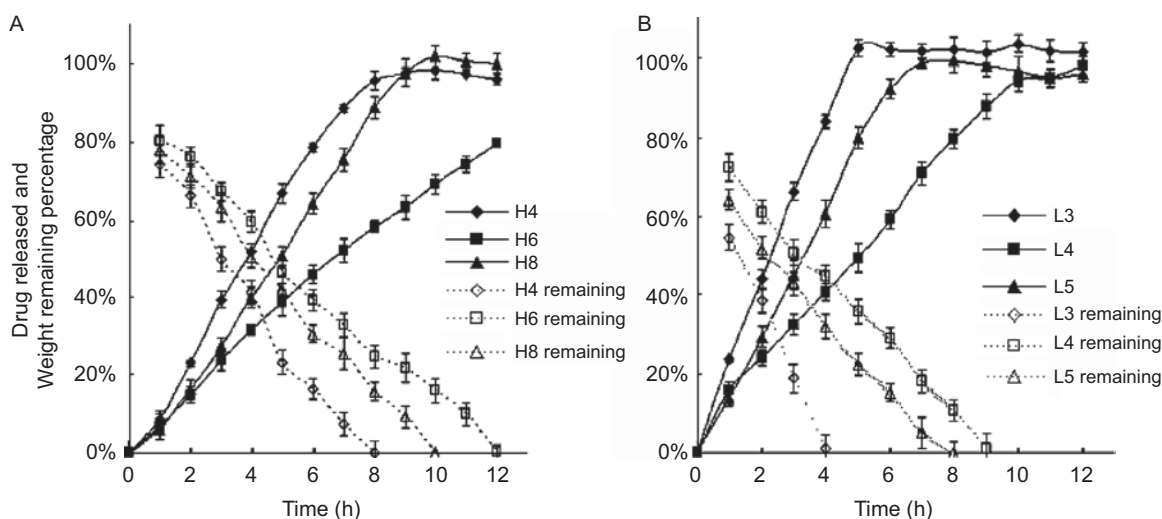 A
Drug released and
Weight remaining percentage
100%
80%
60%
40%
20%
0%
0 2 4 6 8 10 12
Time (h)
H4
H6
H8
H4 remaining
H6 remaining
H8 remaining
B
100%
80%
60%
40%
20%
0%
0 2 4 6 8 10 12
Time (h)
L3
L4
L5
L3 remaining
L4 remaining
L5 remaining